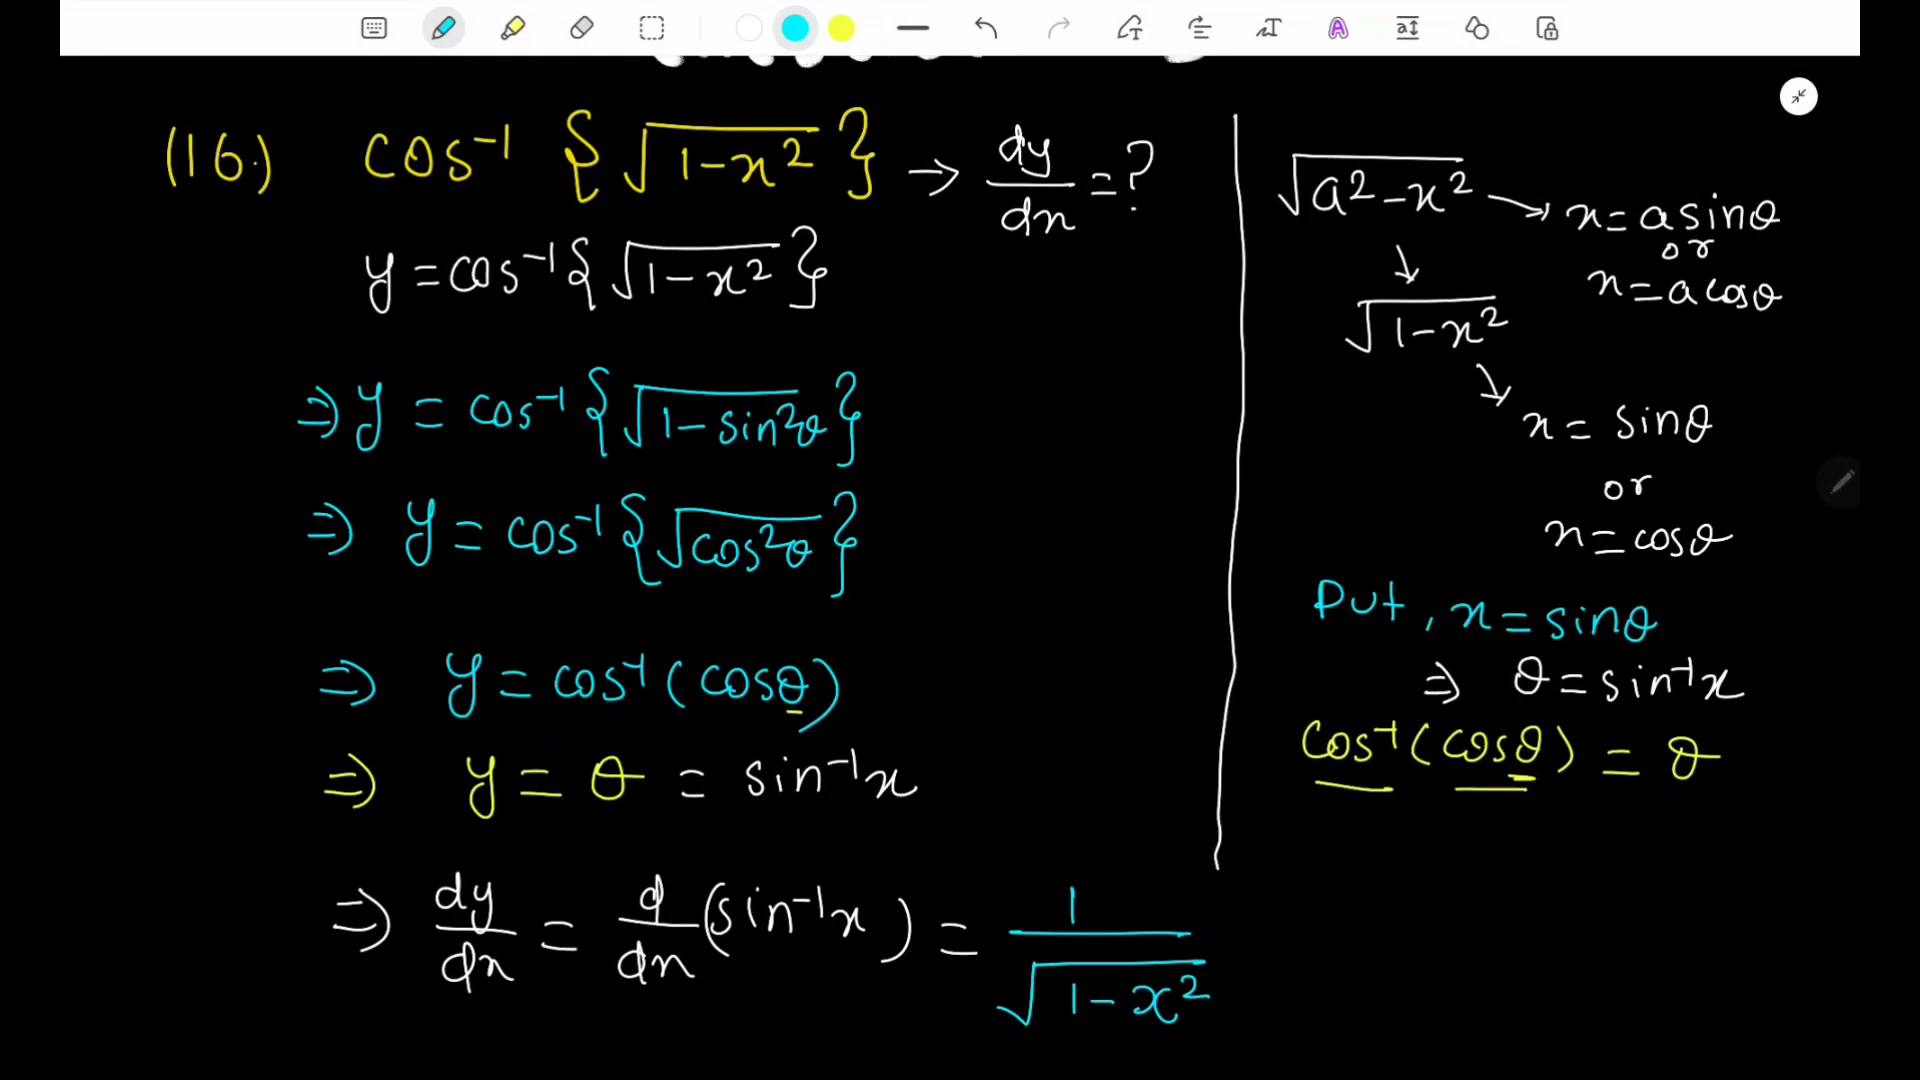 (16.) cos⁻¹ {√(1-x²)} → dy/dx = ?
y = cos⁻¹{√(1-x²)}
⇒ y = cos⁻¹{√(1-sin²θ)}
⇒ y = cos⁻¹{√(cos²θ)}
⇒ y = cos⁻¹(cosθ)
⇒ y = θ = sin⁻¹x
⇒ dy/dx = d/dx (sin⁻¹x) = 1/√(1-x²)
√(a²-x²) → x = a sinθ
or
x = a cosθ
↓
√(1-x²)
↘
x = sinθ
or
x = cosθ
Put, x = sinθ
⇒ θ = sin⁻¹x
cos⁻¹(cosθ) = θ